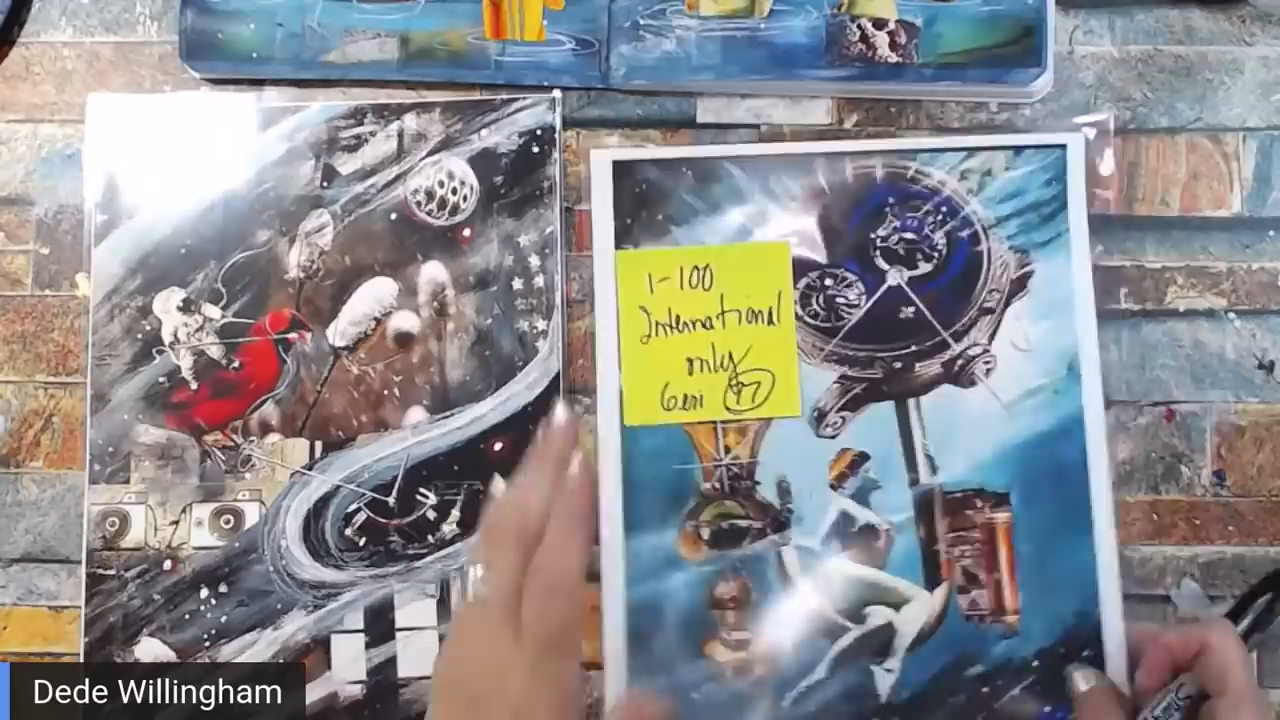 1-100
International
only
Geri 97
Dede Willingham